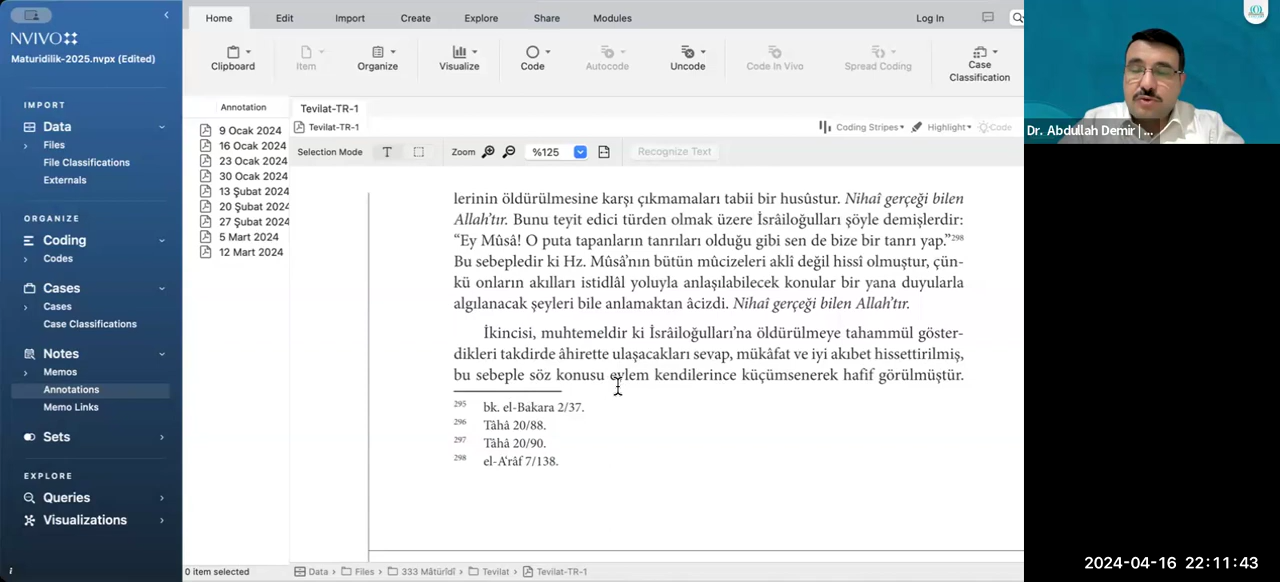 NVIVO
Maturidilik-2025.nvpx (Edited)
IMPORT
Data
Files
File Classifications
Externals
ORGANIZE
Coding
Codes
Cases
Cases
Case Classifications
Notes
Memos
Annotations
Memo Links
Sets
EXPLORE
Queries
Visualizations
Home Edit Import Create Explore Share Modules Log In
Clipboard Item Organize Visualize Code Autocode Uncode Code In Vivo Spread Coding Case
Classification
Annotation
9 Ocak 2024
16 Ocak 2024
23 Ocak 2024
30 Ocak 2024
13 Şubat 2024
20 Şubat 2024
27 Şubat 2024
5 Mart 2024
12 Mart 2024
Tevilat-TR-1
Tevilat-TR-1 Coding Stripes Highlight Code
Selection Mode T Zoom %125 Recognize Text
lerinin öldürülmesine karşı çıkmamaları tabii bir husûstur. Nihaî gerçeği bilen
Allah’tır. Bunu teyit edici türden olmak üzere İsrâiloğulları şöyle demişlerdir:
“Ey Mûsâ! O puta tapanların tanrıları olduğu gibi sen de bize bir tanrı yap.”298
Bu sebepledir ki Hz. Mûsâ’nın bütün mûcizeleri aklî değil hissî olmuştur, çün-
kü onların akılları istidlâl yoluyla anlaşılabilecek konular bir yana duyularla
algılanacak şeyleri bile anlamaktan âcizdi. Nihaî gerçeği bilen Allah’tır.
İkincisi, muhtemeldir ki İsrâiloğulları’na öldürülmeye tahammül göster-
dikleri takdirde âhirette ulaşacakları sevap, mükâfat ve iyi akıbet hissettirilmiş,
bu sebeple söz konusu eylem kendilerince küçümsenerek hafif görülmüştür.
295 bk. el-Bakara 2/37.
296 Tâhâ 20/88.
297 Tâhâ 20/90.
298 el-A‘râf 7/138.
0 item selected Data > Files > 333 Mâtürîdî > Tevilat > Tevilat-TR-1
Dr. Abdullah Demir | ...
2024-04-16 22:11:43